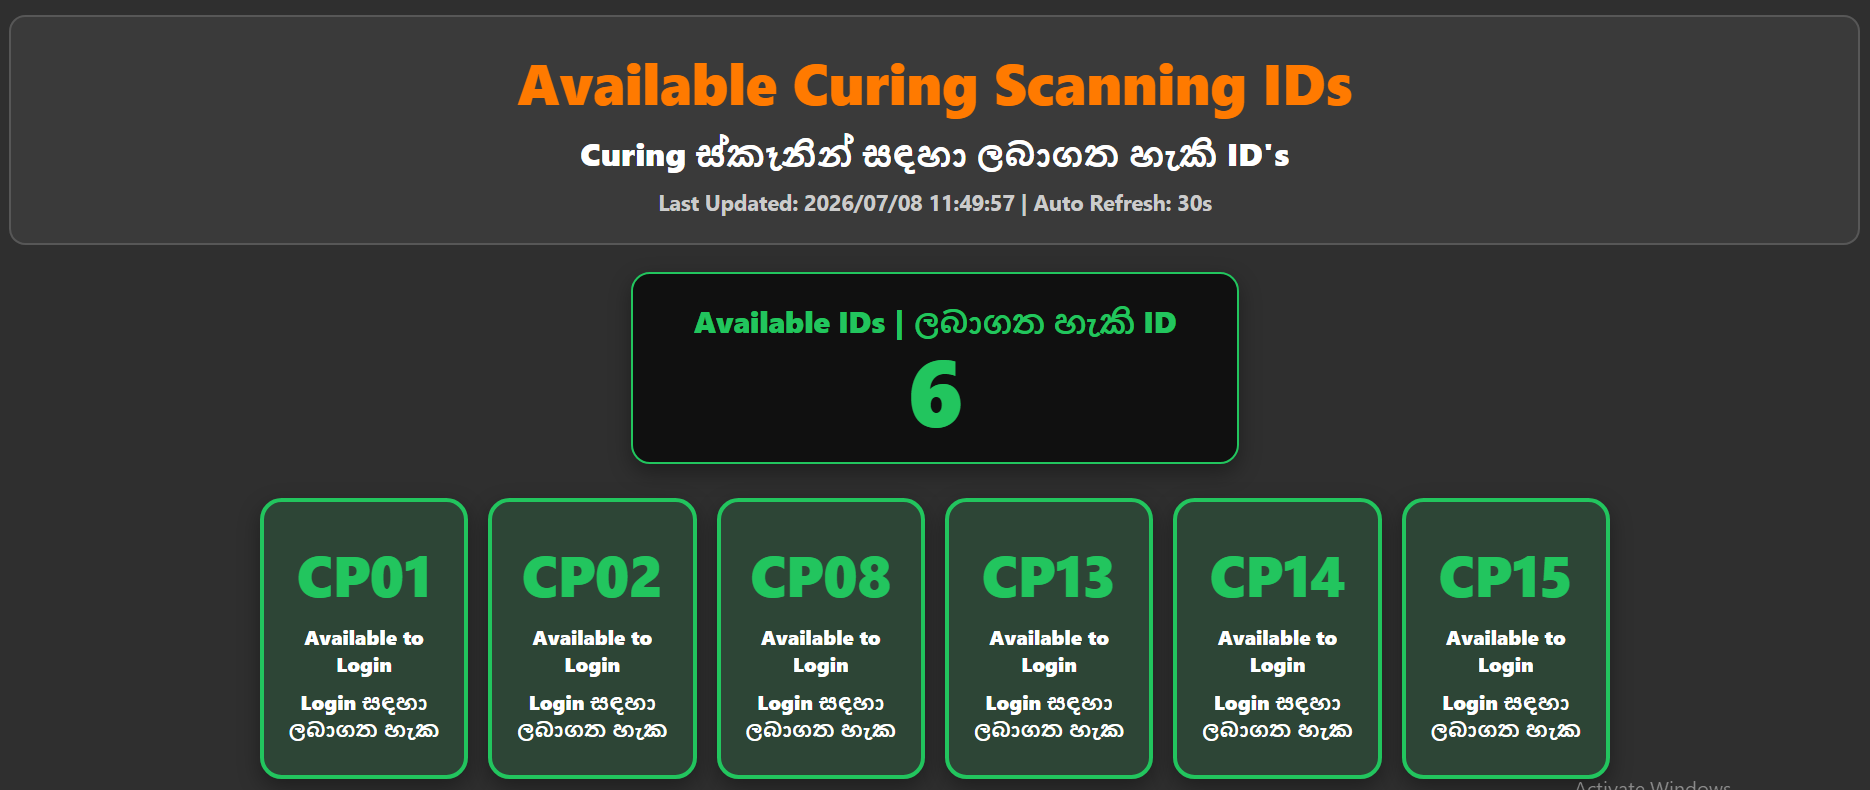 Available Curing Scanning IDs
Curing ස්කෑනින් සඳහා ලබාගත හැකි ID's
Last Updated: 2026/07/08 11:49:57 | Auto Refresh: 30s
Available IDs | ලබාගත හැකි ID
6
CP01
Available to
Login
Login සඳහා
ලබාගත හැක
CP02
Available to
Login
Login සඳහා
ලබාගත හැක
CP08
Available to
Login
Login සඳහා
ලබාගත හැක
CP13
Available to
Login
Login සඳහා
ලබාගත හැක
CP14
Available to
Login
Login සඳහා
ලබාගත හැක
CP15
Available to
Login
Login සඳහා
ලබාගත හැක
Activate Windows